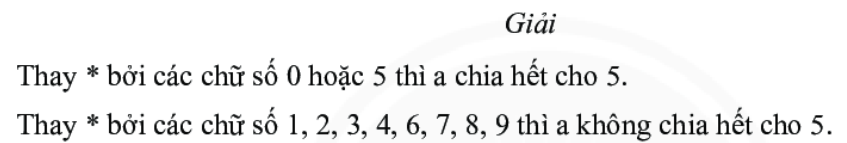 Giải
Thay * bởi các chữ số 0 hoặc 5 thì a chia hết cho 5.
Thay * bởi các chữ số 1, 2, 3, 4, 6, 7, 8, 9 thì a không chia hết cho 5.